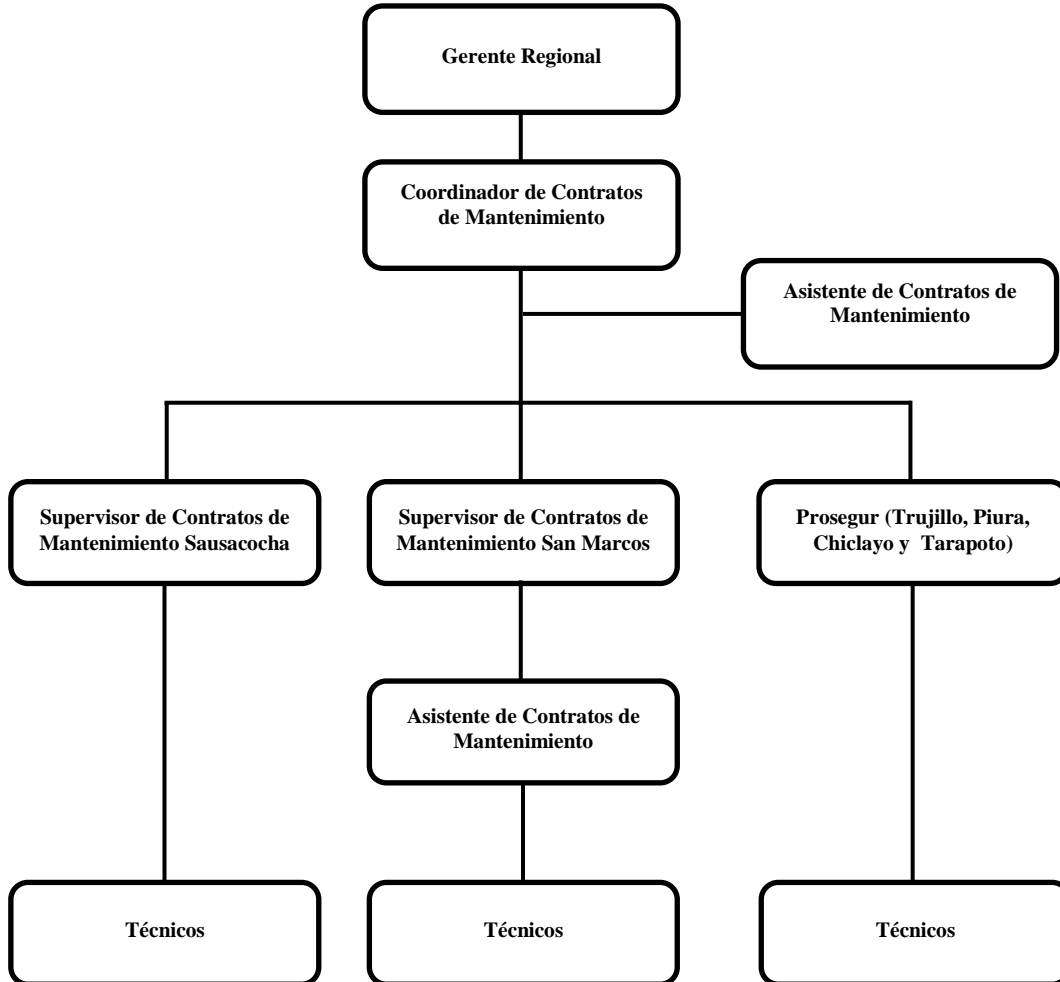 Gerente Regional
Coordinador de Contratos
de Mantenimiento
Asistente de Contratos de
Mantenimiento
Supervisor de Contratos de
Mantenimiento Sausacocha
Supervisor de Contratos de
Mantenimiento San Marcos
Prosegur (Trujillo, Piura,
Chiclayo y Tarapoto)
Asistente de Contratos de
Mantenimiento
Técnicos
Técnicos
Técnicos